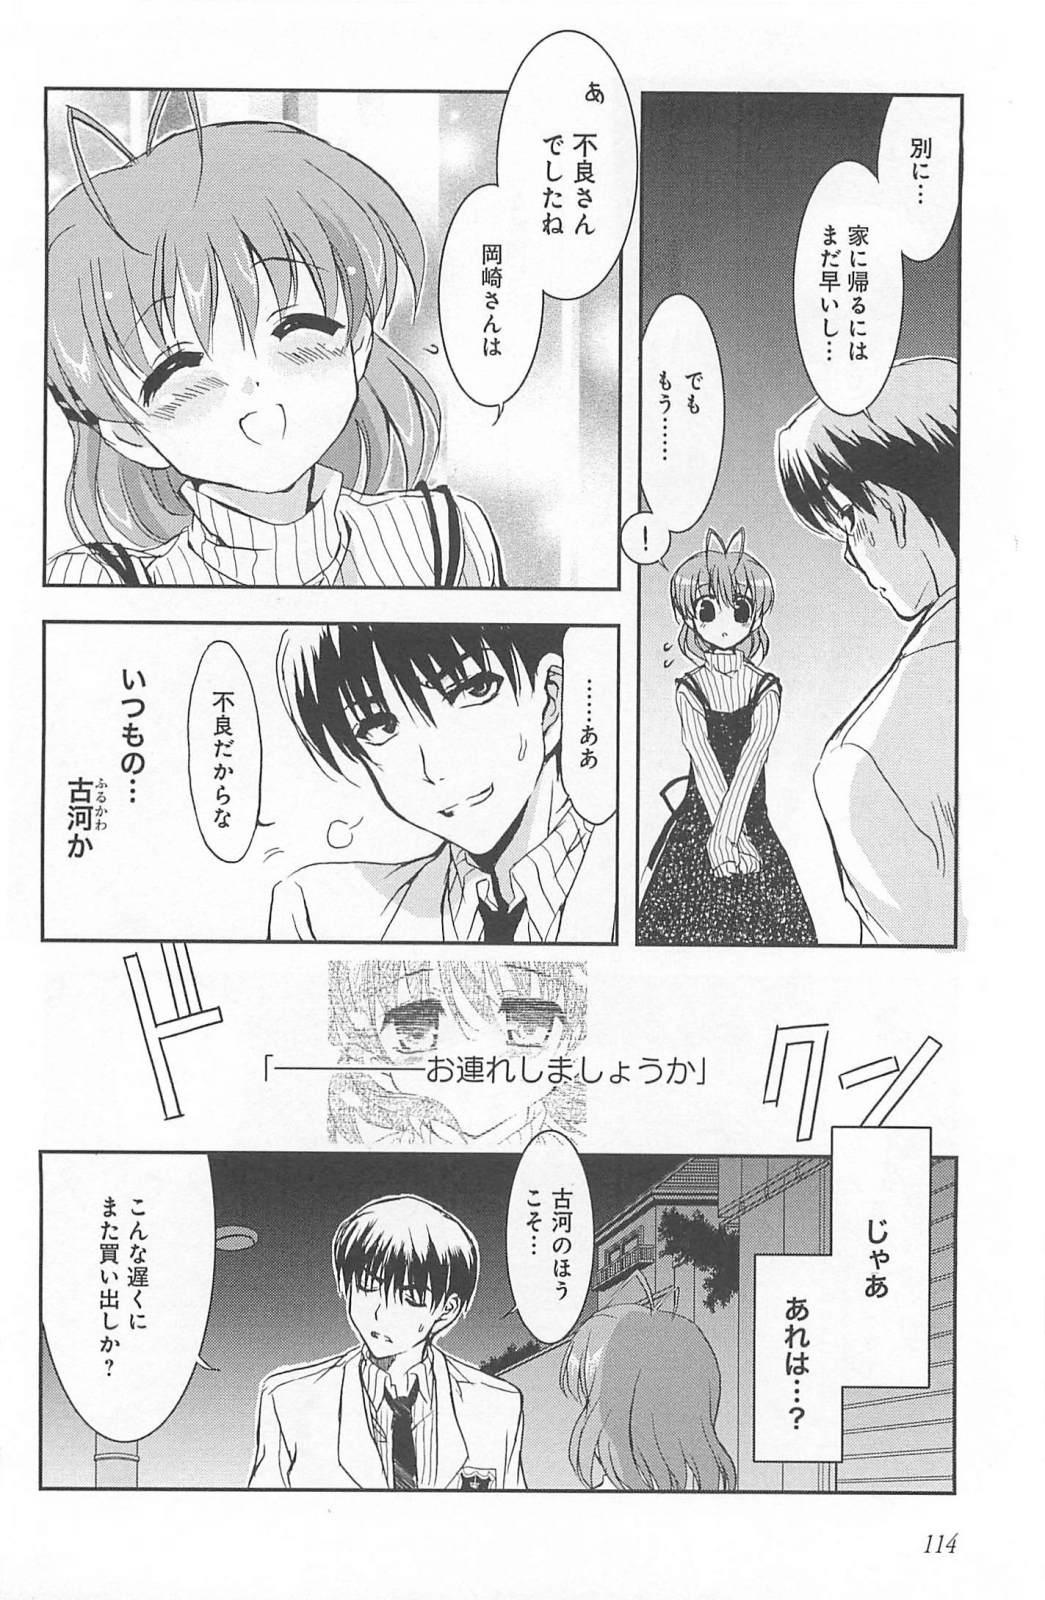 別に…
家に帰るには
まだ早いし…
でも
もう……
！
あ
不良さん
でしたね
岡崎さんは
……ああ
不良だからな
いつもの…
古河か
ふるかわ
ドクン
「―――――お連れしましょうか」
じゃあ
あれは…？
古河のほう
こそ…
こんな遅くに
また買い出しか？
114